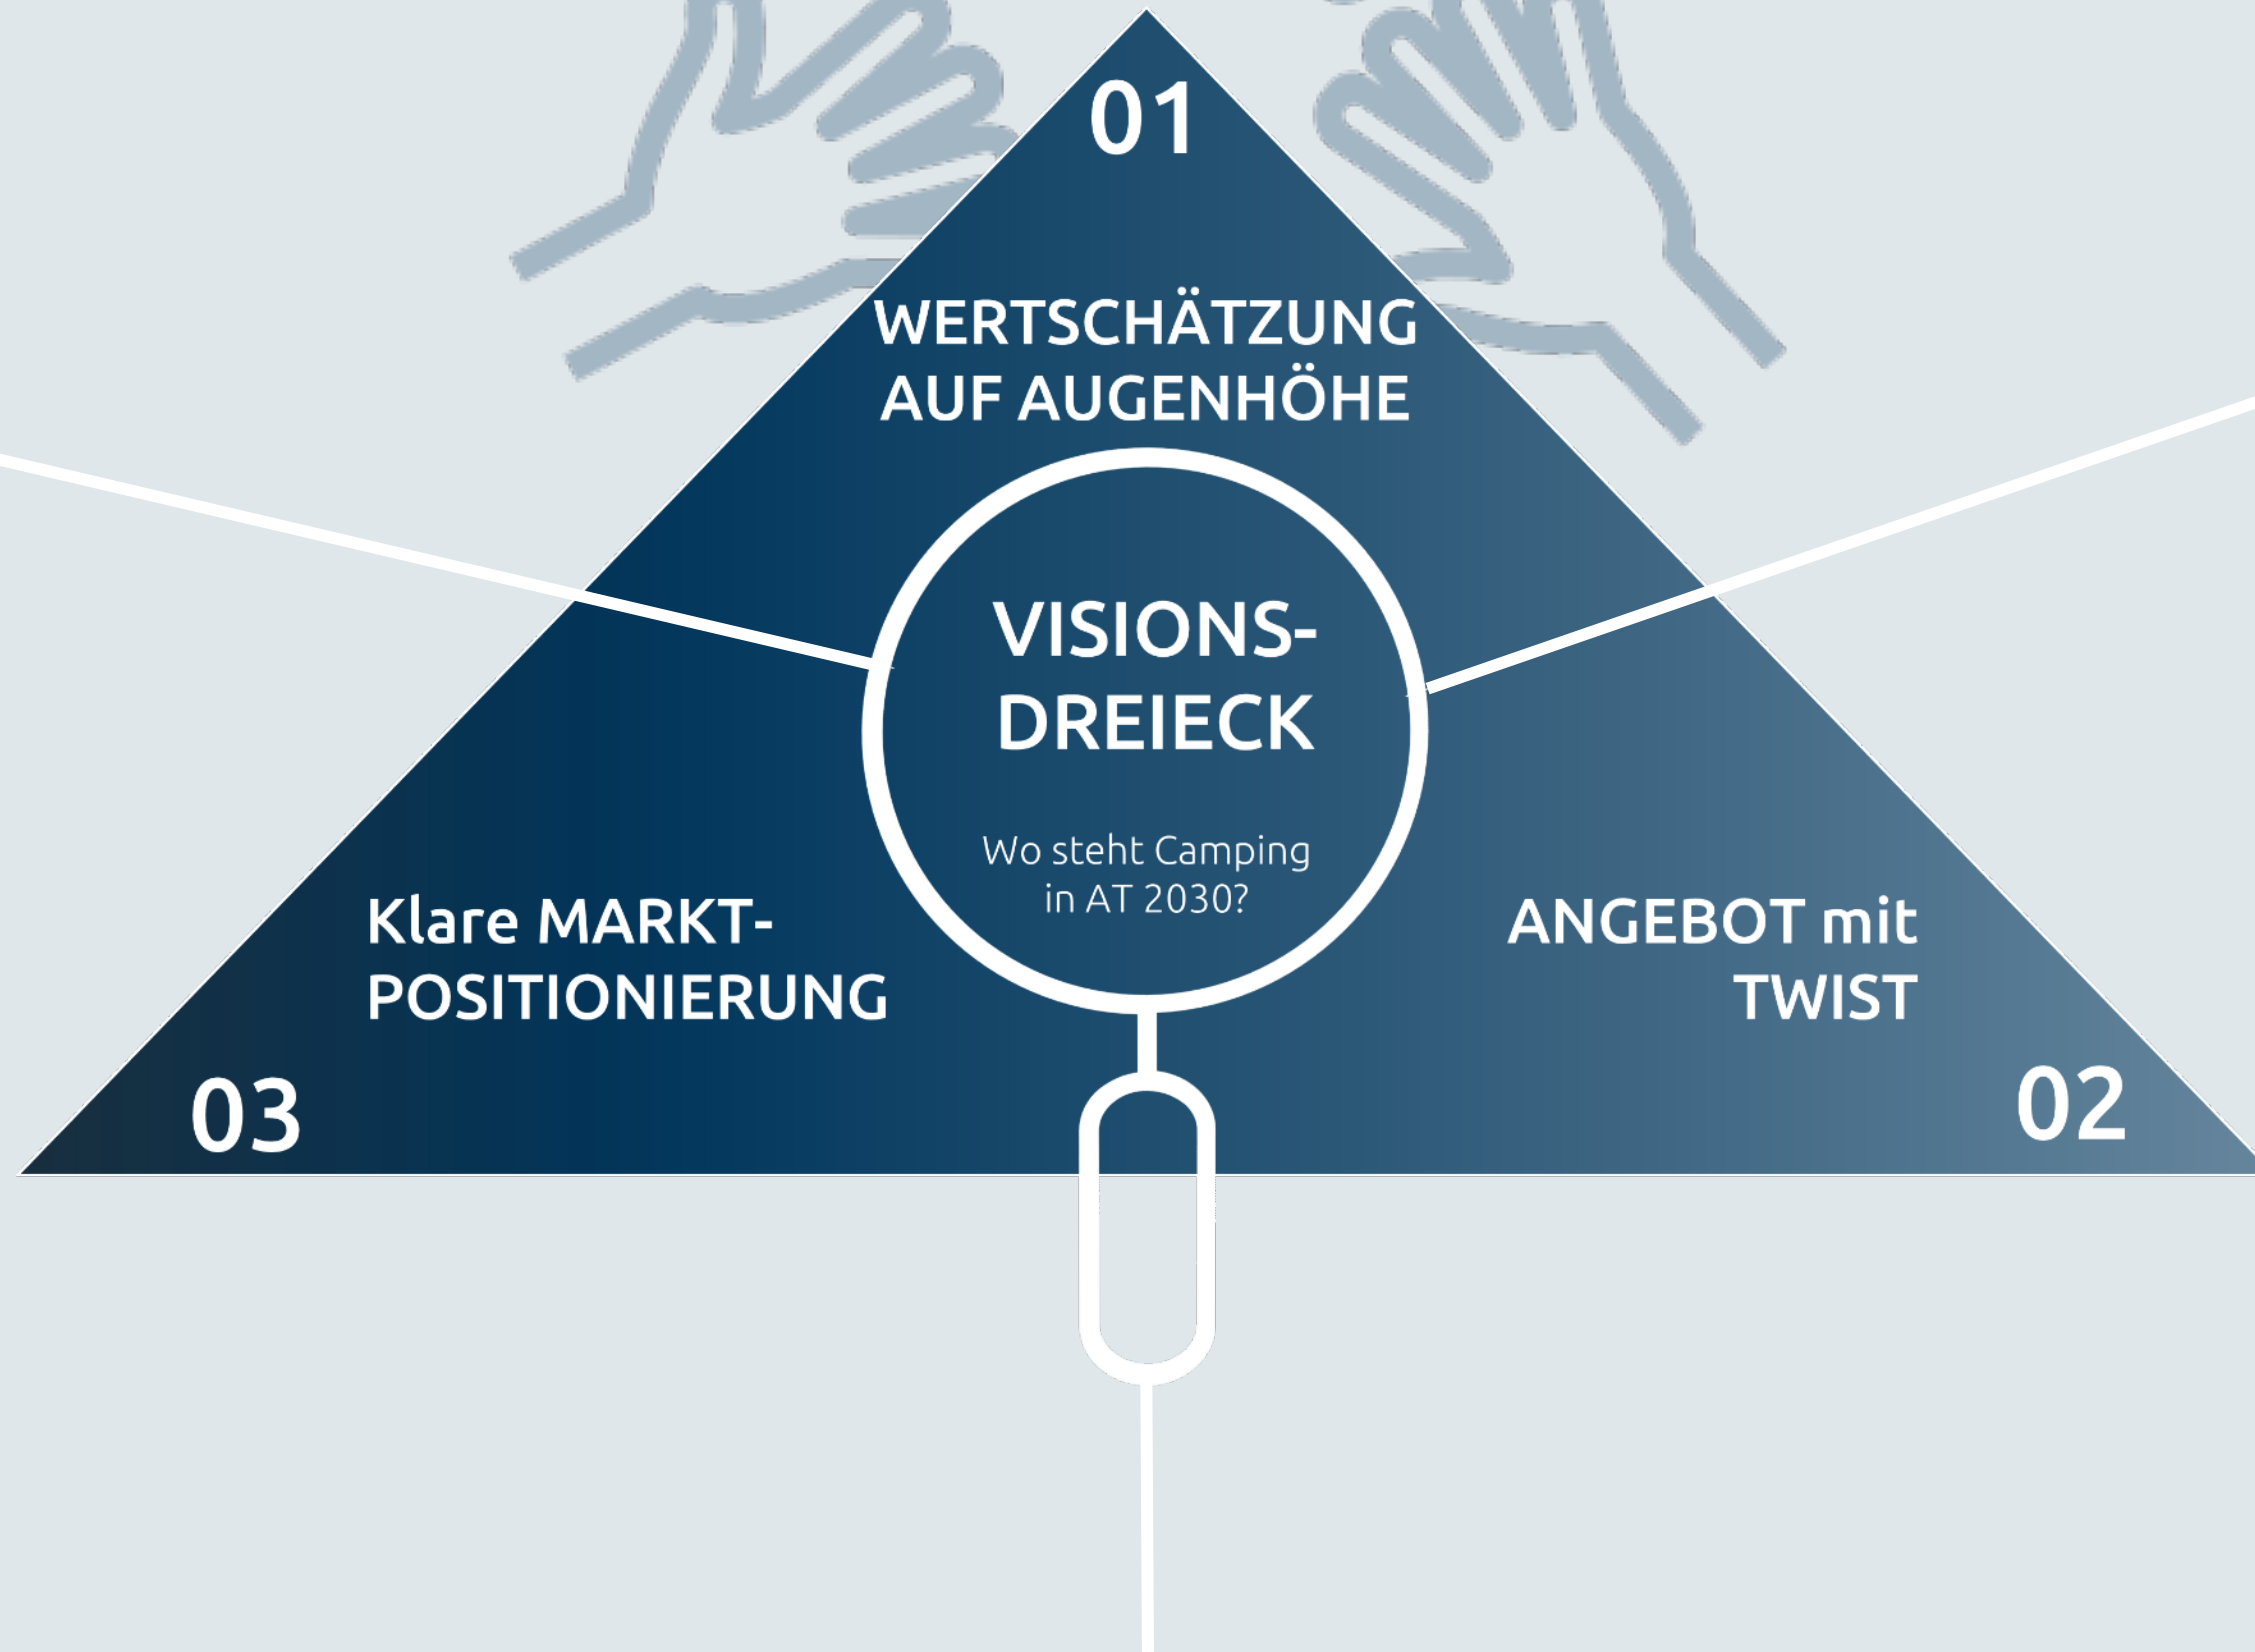 01
WERTSCHÄTZUNG
AUF AUGENHÖHE
VISIONS-
DREIECK
Wo steht Camping
in AT 2030?
ANGEBOT mit
TWIST
02
Klare MARKT-
POSITIONIERUNG
03